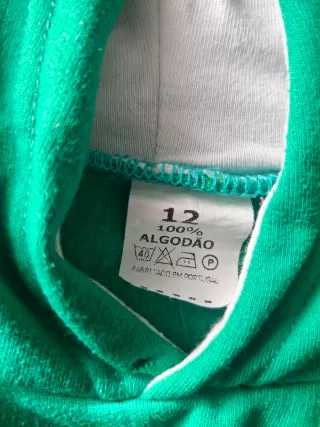 12
100%
ALGODÃO
40 P
FABRICADO EM PORTUGAL